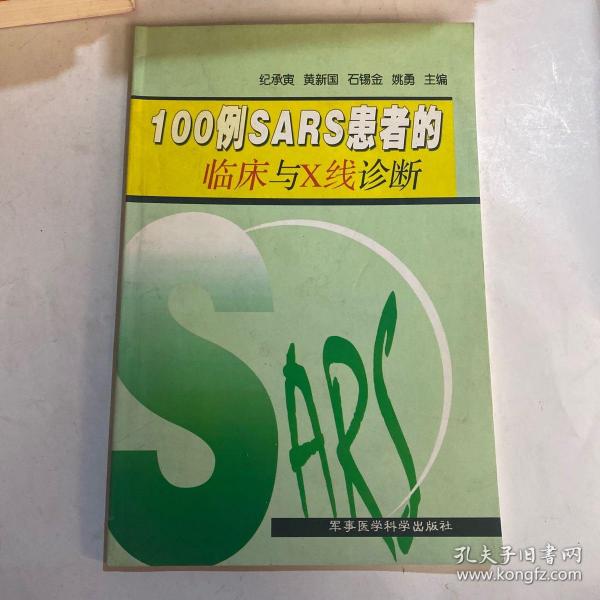 纪承寅 黄新国 石锡金 姚勇 主编
100例SARS患者的
临床与X线诊断
SARS
军事医学科学出版社
孔夫子旧书网
www.kongfz.com